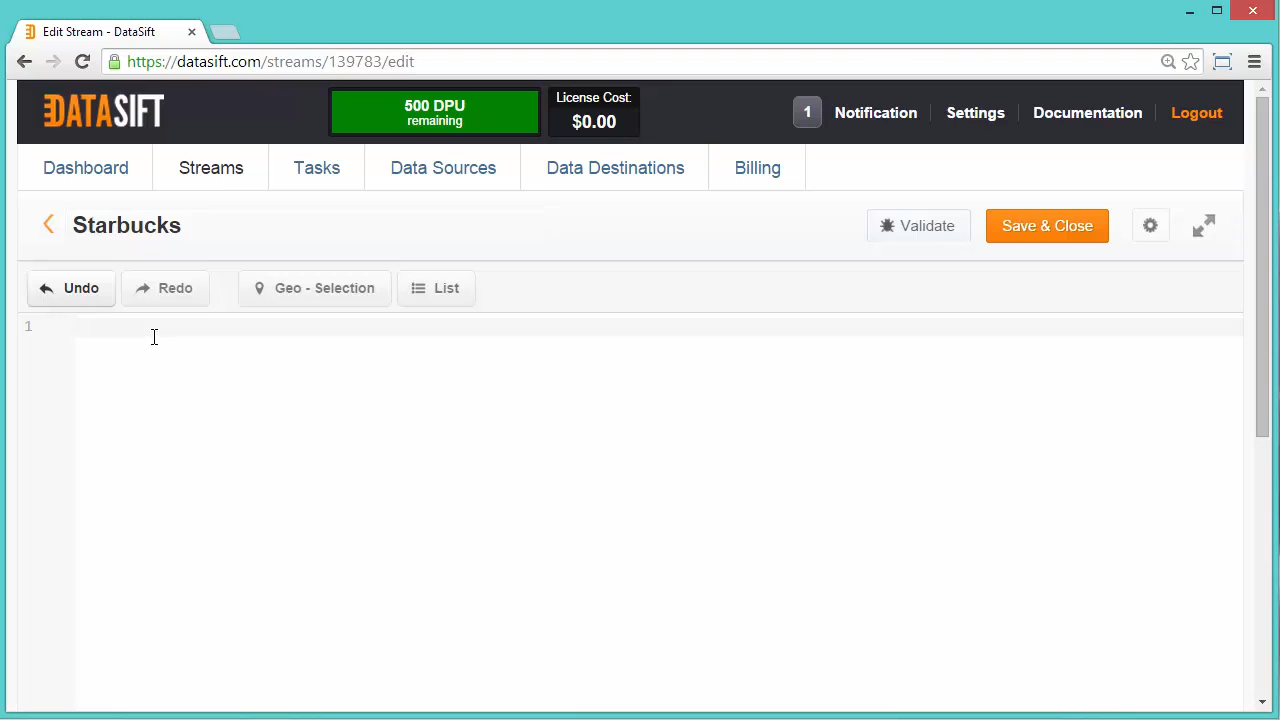 Edit Stream - DataSift
https://datasift.com/streams/139783/edit
DATASIFT
500 DPU
remaining
License Cost:
$0.00
1
Notification
Settings
Documentation
Logout
Dashboard
Streams
Tasks
Data Sources
Data Destinations
Billing
Starbucks
Validate
Save & Close
Undo
Redo
Geo - Selection
List
1